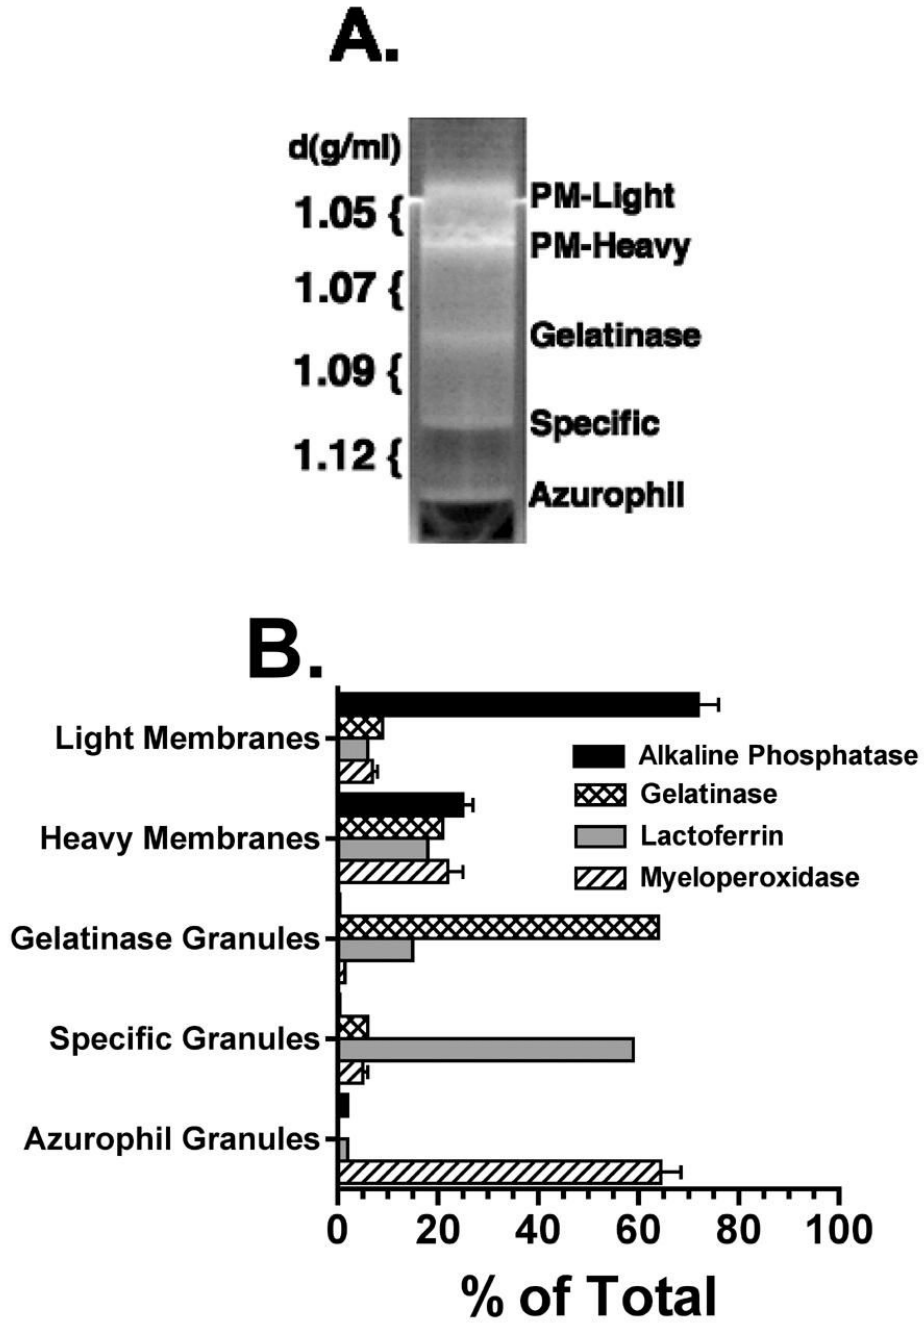 A.
d(g/ml)
PM-Light
1.05 {
PM-Heavy
1.07 {
Gelatinase
1.09 {
Specific
1.12 {
Azurophil
B.
Light Membranes
Heavy Membranes
Gelatinase Granules
Specific Granules
Azurophil Granules
Alkaline Phosphatase
Gelatinase
Lactoferrin
Myeloperoxidase
0 20 40 60 80 100
% of Total